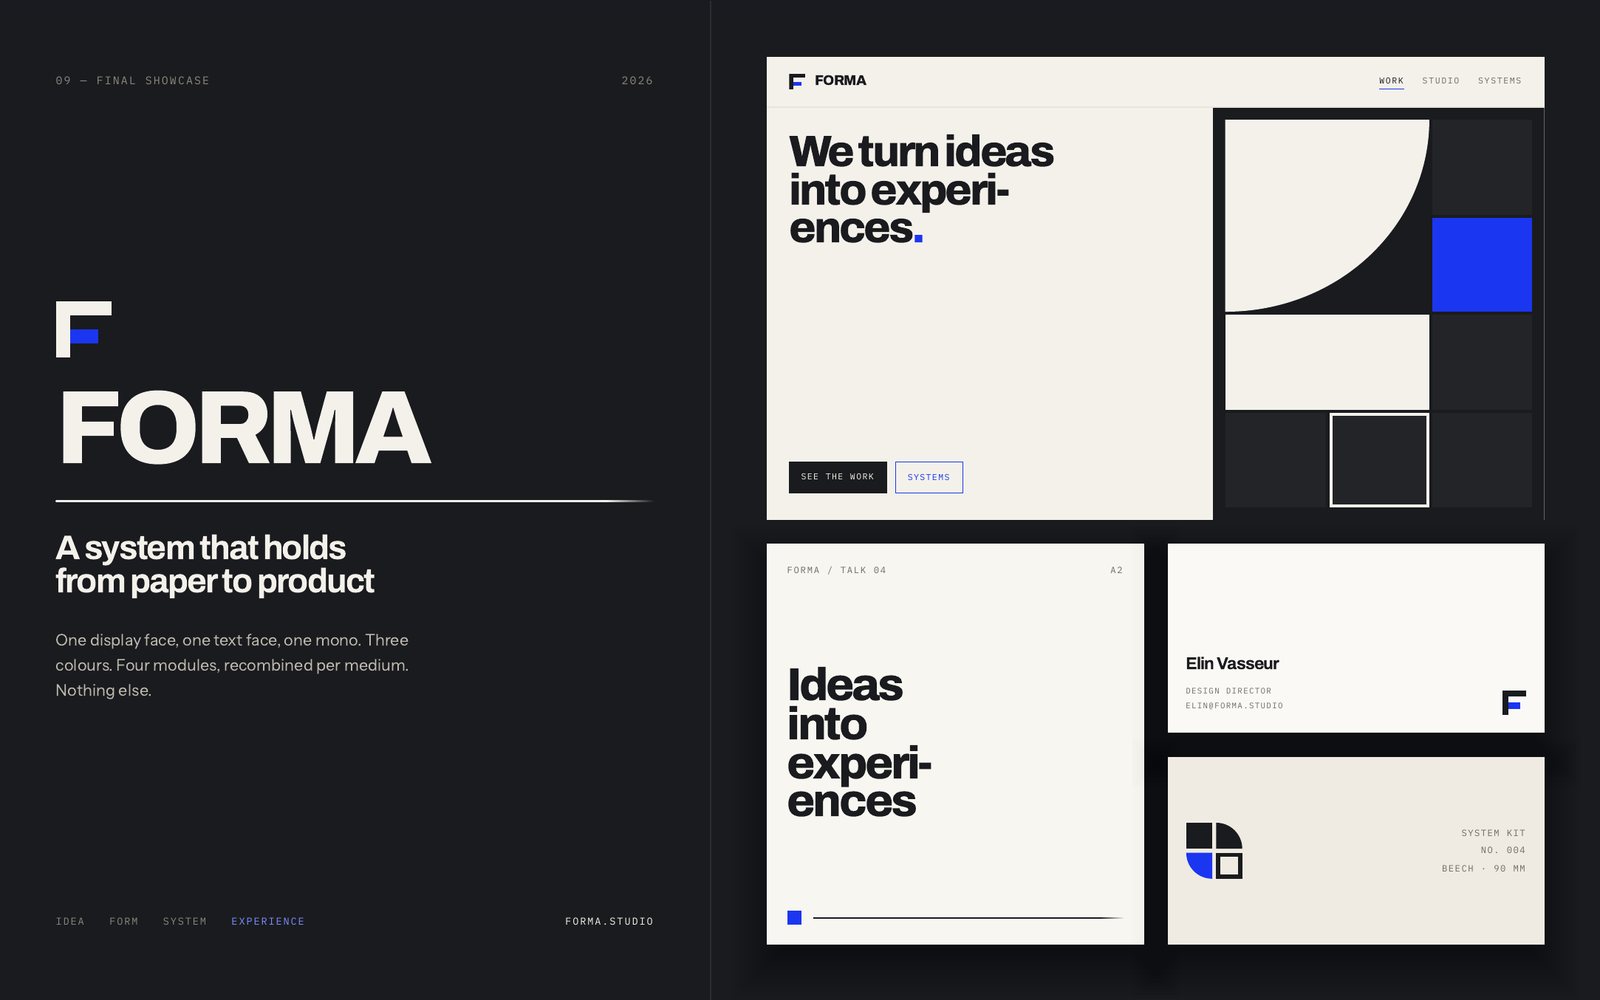 09 — FINAL SHOWCASE
2026
FORMA
A system that holds
from paper to product
One display face, one text face, one mono. Three
colours. Four modules, recombined per medium.
Nothing else.
IDEA FORM SYSTEM EXPERIENCE
FORMA.STUDIO
FORMA
WORK STUDIO SYSTEMS
We turn ideas
into experi-
ences.
SEE THE WORK
SYSTEMS
FORMA / TALK 04
A2
Ideas
into
experi-
ences
Elin Vasseur
DESIGN DIRECTOR
ELIN@FORMA.STUDIO
SYSTEM KIT
NO. 004
BEECH · 90 MM